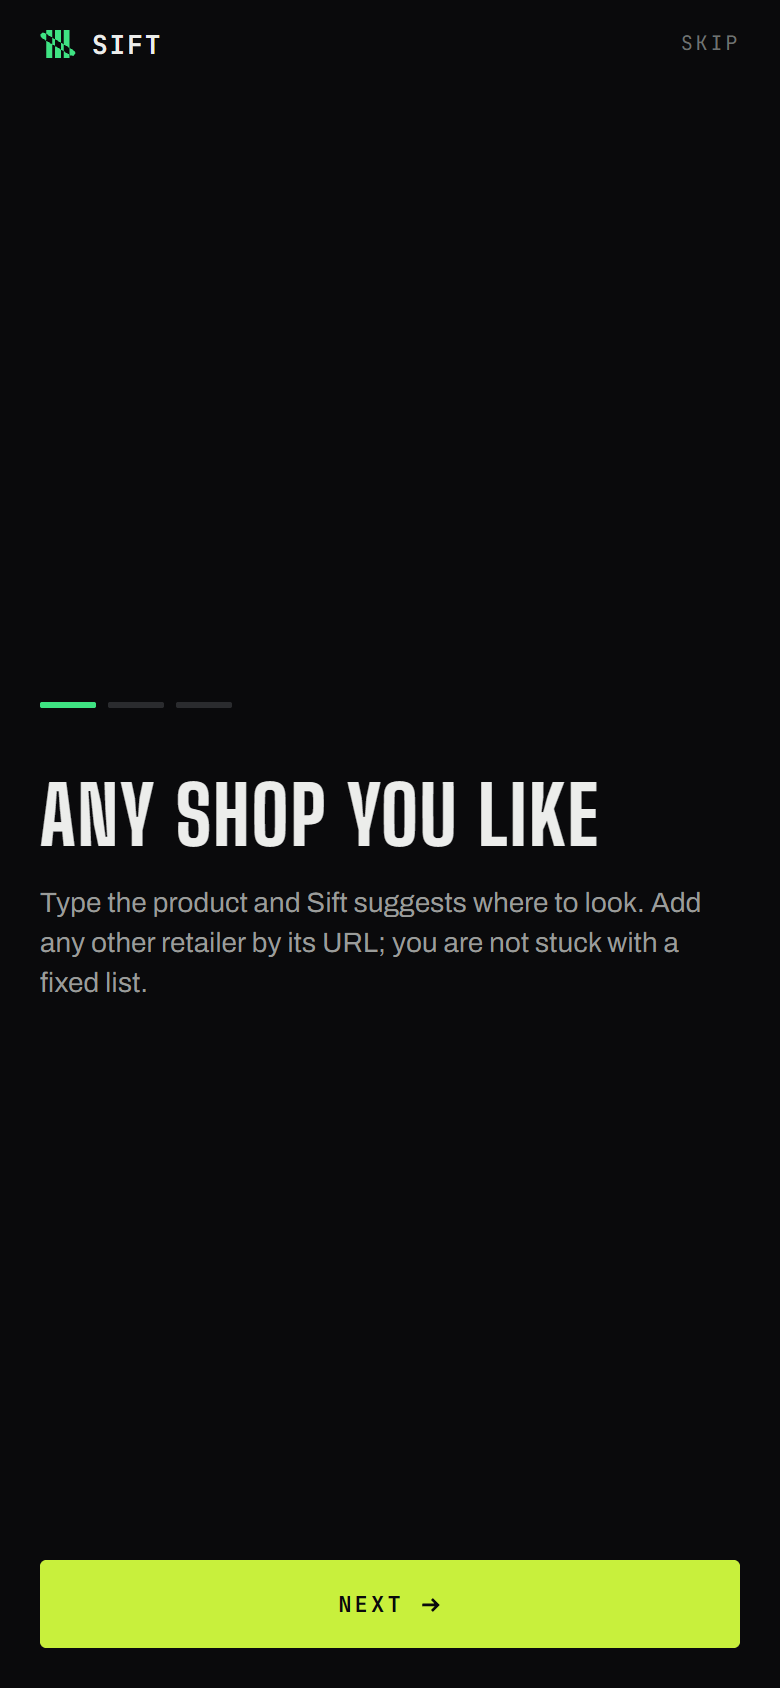 SIFT
SKIP
ANY SHOP YOU LIKE
Type the product and Sift suggests where to look. Add
any other retailer by its URL; you are not stuck with a
fixed list.
NEXT →